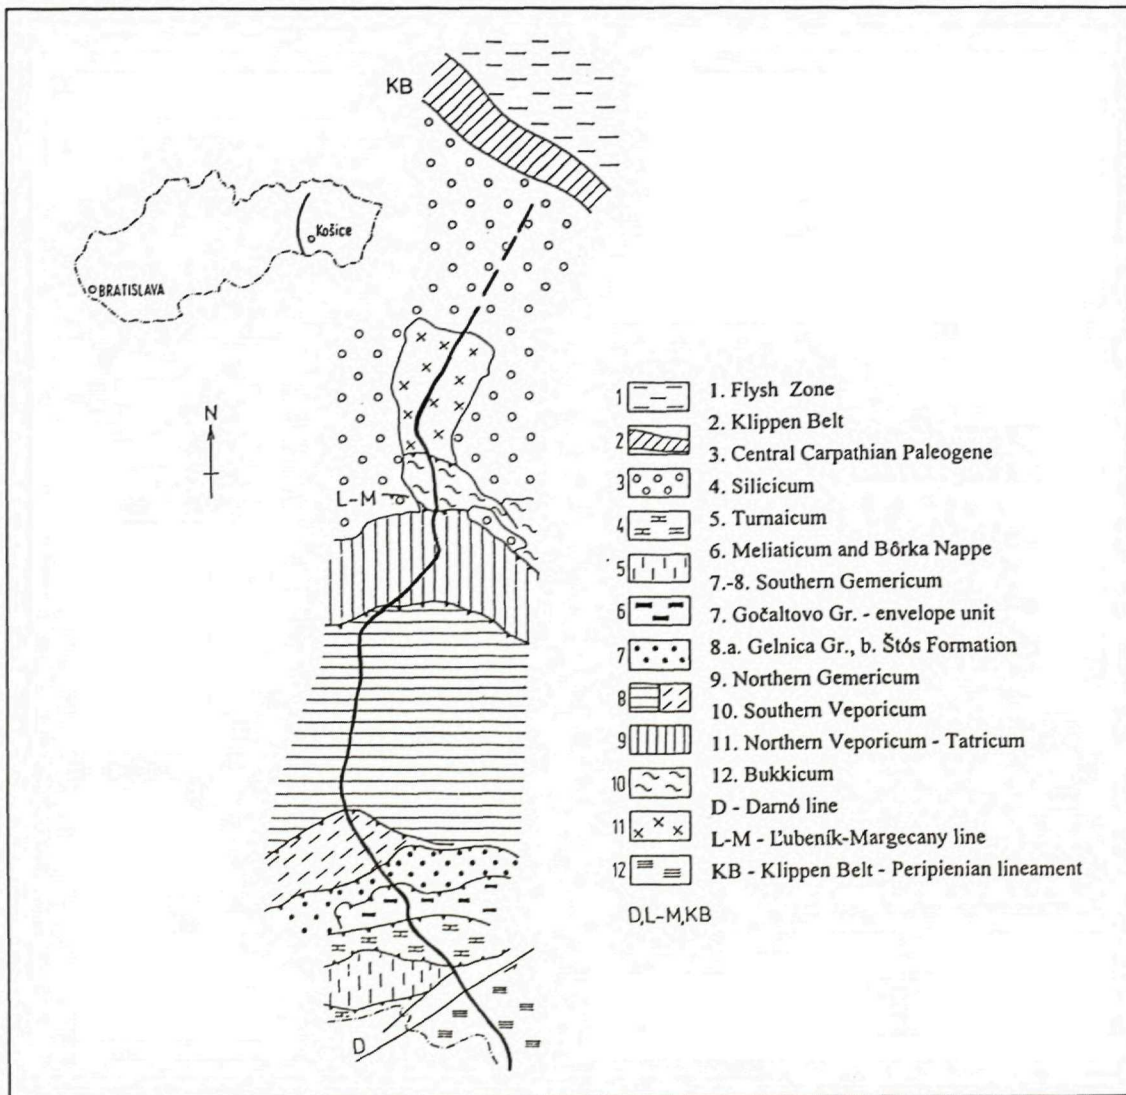 KB
Košice
BRATISLAVA
N
L-M
D
1
2
3
4
5
6
7
8
9
10
11
12
D,L-M,KB
1. Flysh Zone
2. Klippen Belt
3. Central Carpathian Paleogene
4. Silicicum
5. Turnaicum
6. Meliaticum and Bôrka Nappe
7.-8. Southern Gemericum
7. Gočaltovo Gr. - envelope unit
8.a. Gelnica Gr., b. Štós Formation
9. Northern Gemericum
10. Southern Veporicum
11. Northern Veporicum - Tatricum
12. Bukkicum
D - Darnó line
L-M - Ľubeník-Margecany line
KB - Klippen Belt - Peripienian lineament